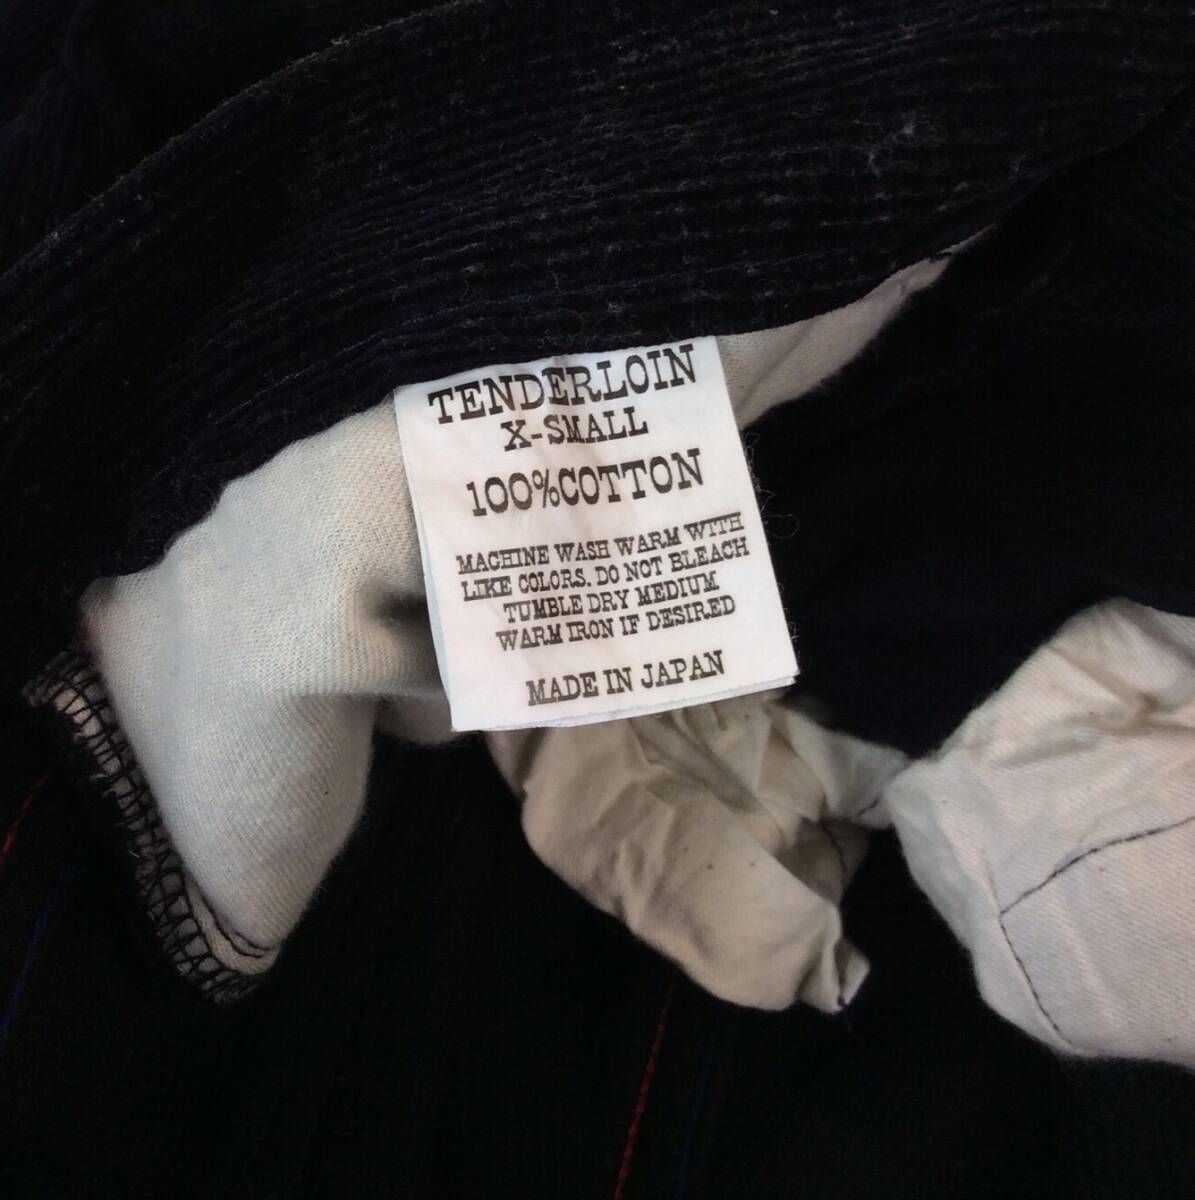 TENDERLOIN
X-SMALL
100%COTTON
MACHINE WASH WARM WITH
LIKE COLORS. DO NOT BLEACH
TUMBLE DRY MEDIUM
WARM IRON IF DESIRED
MADE IN JAPAN